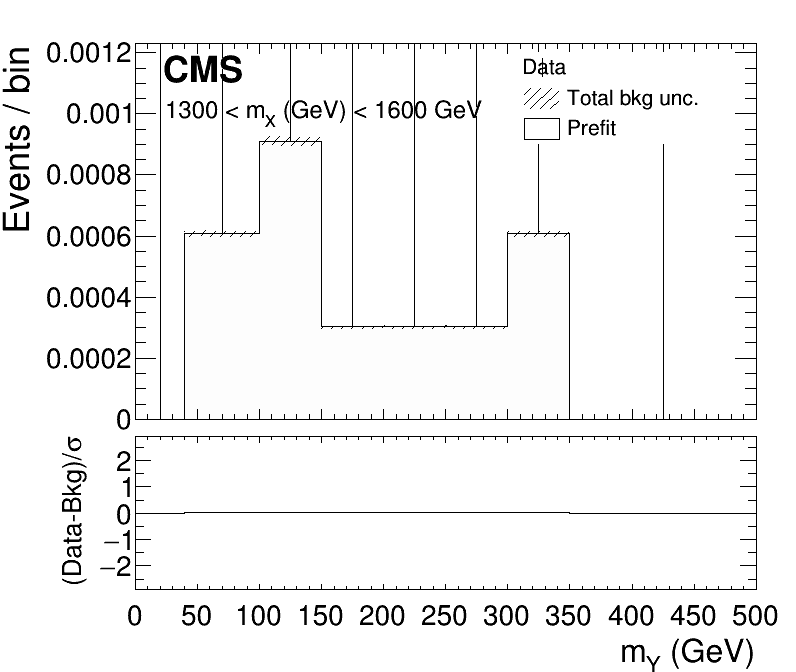 CMS
1300 < mX (GeV) < 1600 GeV
Data
Total bkg unc.
Prefit
Events / bin
0.0012
0.001
0.0008
0.0006
0.0004
0.0002
0
(Data-Bkg)/σ
2
1
0
−1
−2
0 50 100 150 200 250 300 350 400 450 500
mY (GeV)